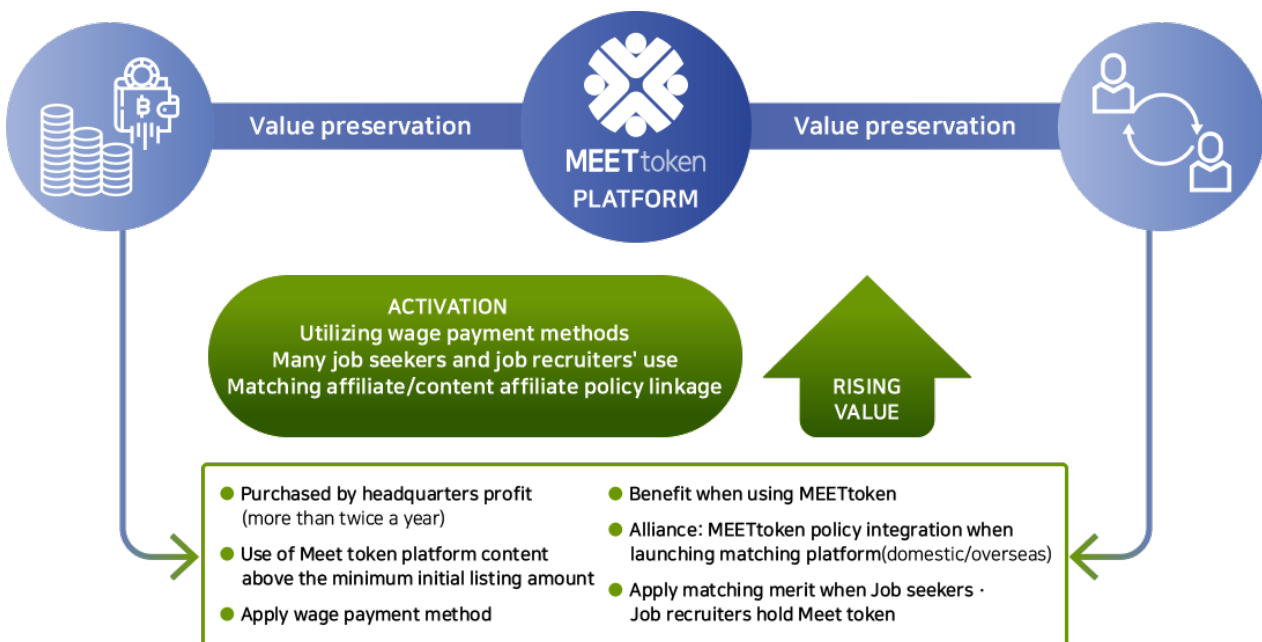 Value preservation
MEETtoken
PLATFORM
Value preservation
ACTIVATION
Utilizing wage payment methods
Many job seekers and job recruiters' use
Matching affiliate/content affiliate policy linkage
RISING
VALUE
● Purchased by headquarters profit
(more than twice a year)
● Use of Meet token platform content
above the minimum initial listing amount
● Apply wage payment method
● Benefit when using MEETtoken
● Alliance: MEETtoken policy integration when
launching matching platform(domestic/overseas)
● Apply matching merit when Job seekers ·
Job recruiters hold Meet token